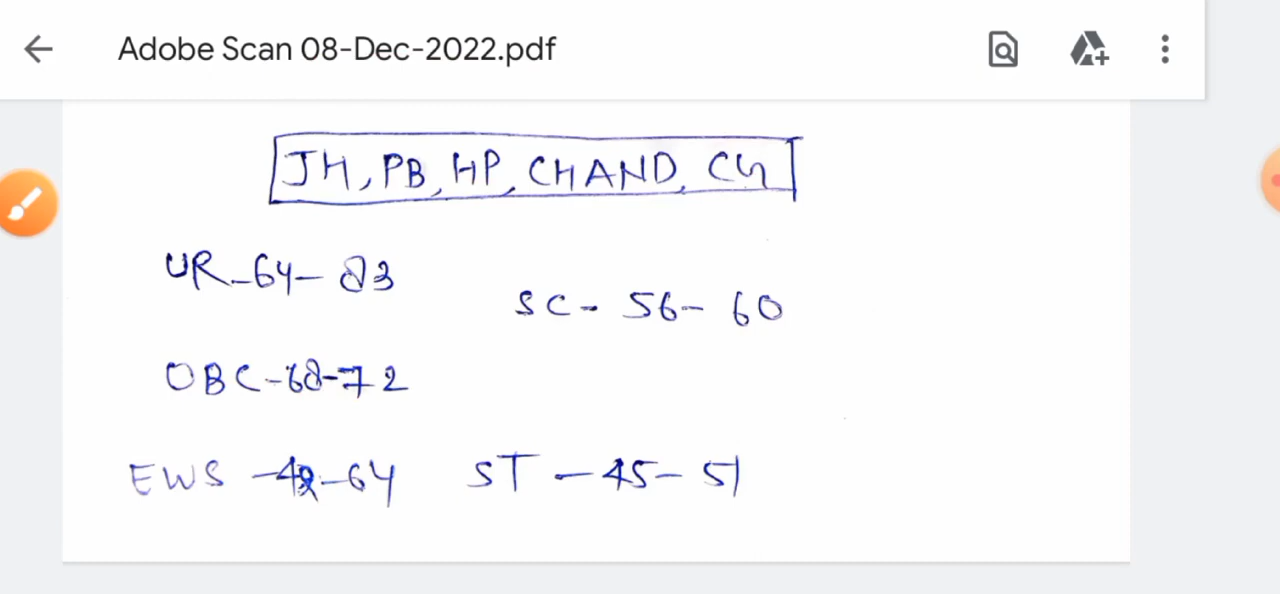 Adobe Scan 08-Dec-2022.pdf
JH, PB, HP, CHAND, CG
UR-64-83
SC - 56- 60
OBC-68-72
EWS -48-64
ST - 45- 51